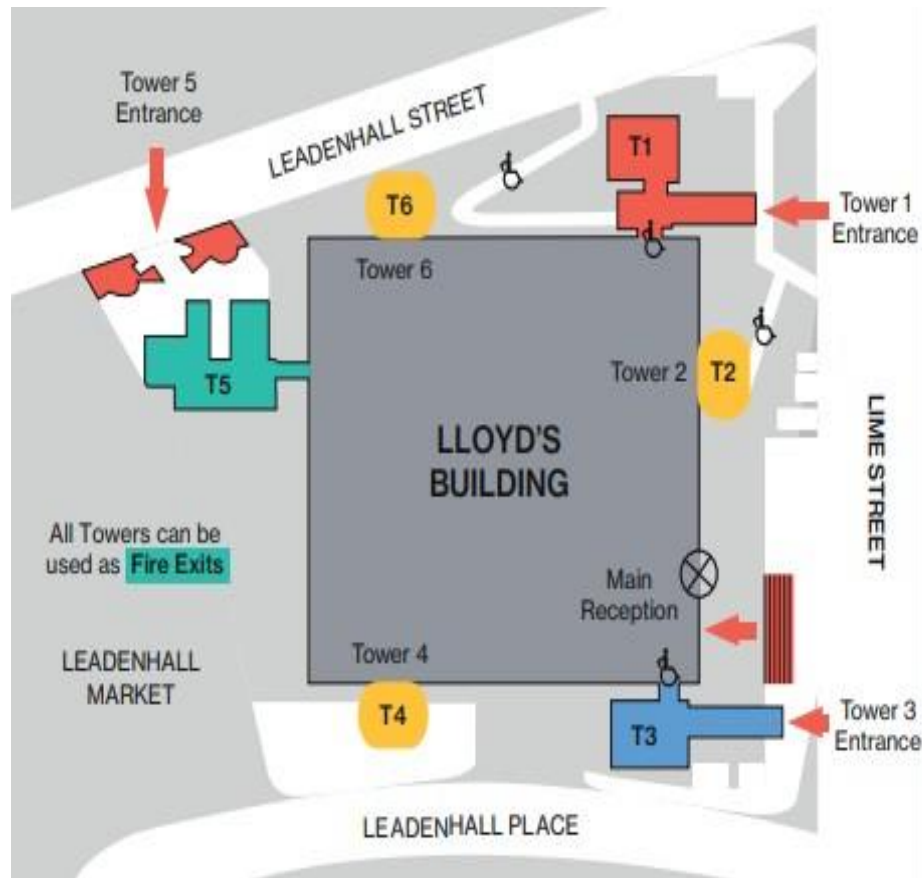 Tower 5
Entrance
LEADENHALL STREET
T1
T6
Tower 1
Entrance
Tower 6
Tower 2
T2
T5
LLOYD'S
BUILDING
LIME STREET
All Towers can be
used as Fire Exits
Main
Reception
LEADENHALL
MARKET
Tower 4
T4
T3
Tower 3
Entrance
LEADENHALL PLACE